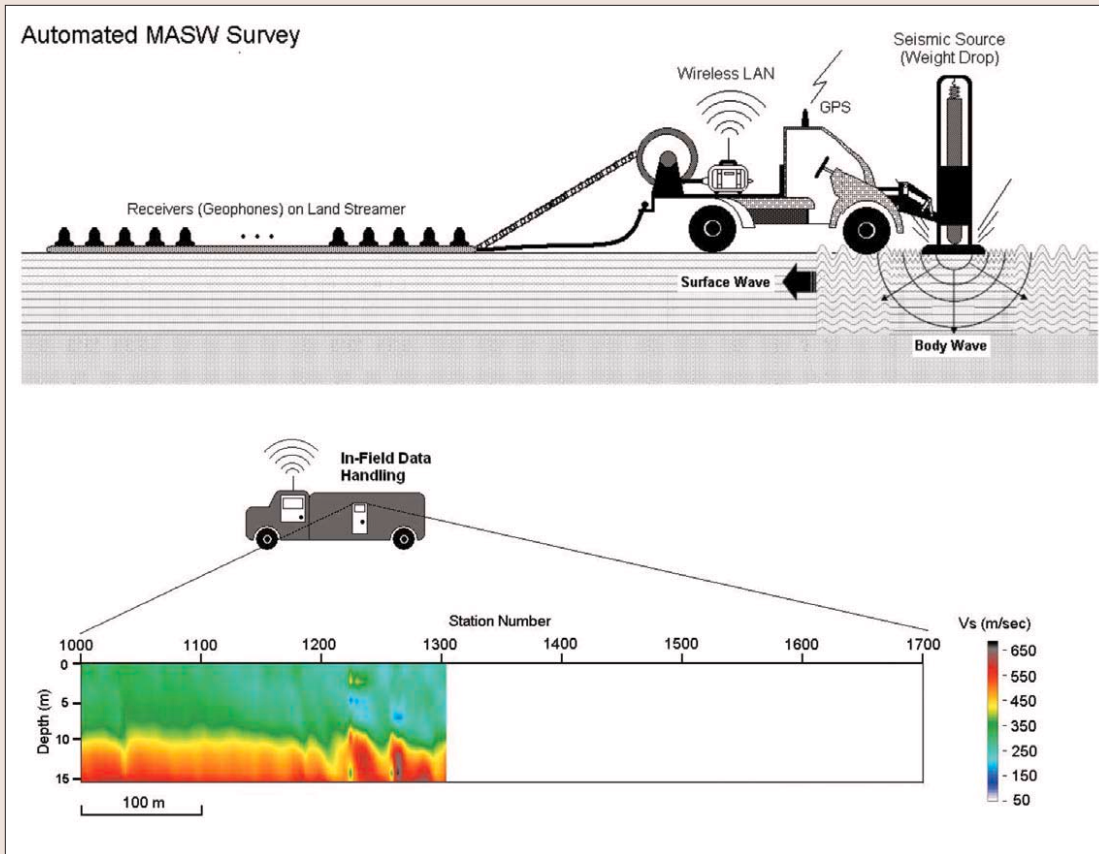 Automated MASW Survey
Seismic Source
(Weight Drop)
Wireless LAN
GPS
Receivers (Geophones) on Land Streamer
• • •
Surface Wave
Body Wave
In-Field Data
Handling
Station Number
Vs (m/sec)
1000 1100 1200 1300 1400 1500 1600 1700
Depth (m)
0
5
10
15
650
550
450
350
250
150
50
100 m